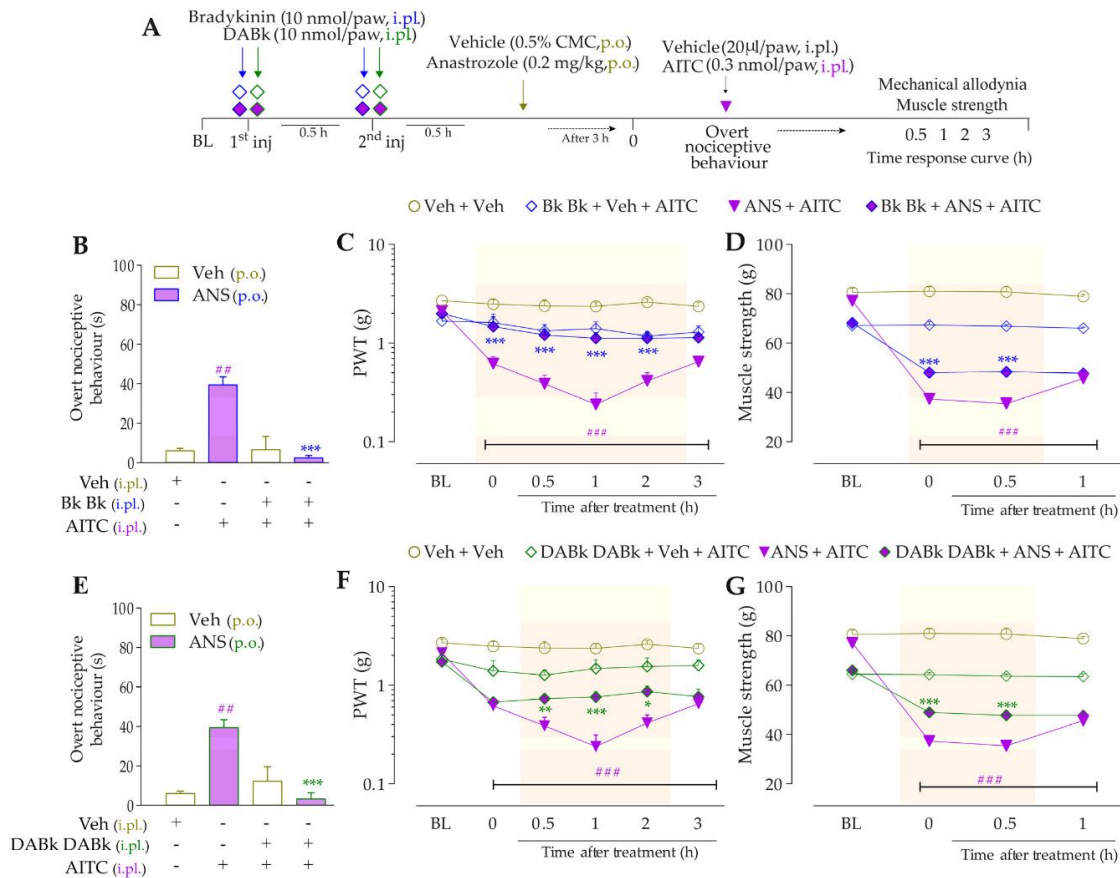 A
Bradykinin (10 nmol/paw, i.pl.)
DABk (10 nmol/paw, i.pl)
Vehicle (0.5% CMC,p.o.)
Anastrozole (0.2 mg/kg,p.o.)
Vehicle (20µl/paw, i.pl.)
AITC (0.3 nmol/paw, i.pl.)
Mechanical allodynia
Muscle strength
BL
1st inj
0.5 h
2nd inj
0.5 h
After 3 h
0
Overt
nociceptive
behaviour
0.5 1 2 3
Time response curve (h)
Veh + Veh
Bk Bk + Veh + AITC
ANS + AITC
Bk Bk + ANS + AITC
B
Overt nociceptive
behaviour (s)
100
80
60
40
20
0
Veh (p.o.)
ANS (p.o.)
##
***
Veh (i.pl.) + - - -
Bk Bk (i.pl.) - - + +
AITC (i.pl.) - + + +
C
PWT (g)
10
1
0.1
*** *** *** ***
###
BL 0 0.5 1 2 3
Time after treatment (h)
D
Muscle strength (g)
100
80
60
40
20
*** ***
###
BL 0 0.5 1
Time after treatment (h)
Veh + Veh
DABk DABk + Veh + AITC
ANS + AITC
DABk DABk + ANS + AITC
E
Overt nociceptive
behaviour (s)
100
80
60
40
20
0
Veh (p.o.)
ANS (p.o.)
##
***
Veh (i.pl.) + - - -
DABk DABk (i.pl.) - - + +
AITC (i.pl.) - + + +
F
PWT (g)
10
1
0.1
** *** *
###
BL 0 0.5 1 2 3
Time after treatment (h)
G
Muscle strength (g)
100
80
60
40
20
*** ***
###
BL 0 0.5 1
Time after treatment (h)